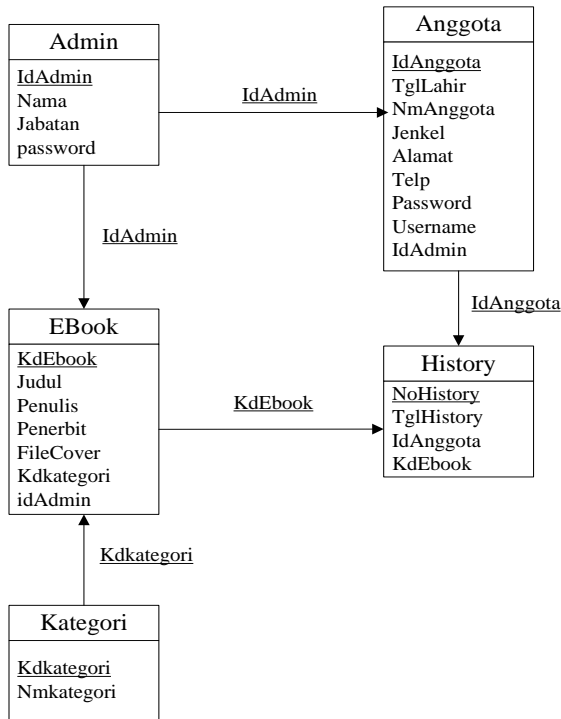 Admin
IdAdmin
Nama
Jabatan
password
IdAdmin
Anggota
IdAnggota
TglLahir
NmAnggota
Jenkel
Alamat
Telp
Password
Username
IdAdmin
IdAdmin
IdAnggota
EBook
KdEbook
Judul
Penulis
Penerbit
FileCover
Kdkategori
idAdmin
KdEbook
History
NoHistory
TglHistory
IdAnggota
KdEbook
Kdkategori
Kategori
Kdkategori
Nmkategori